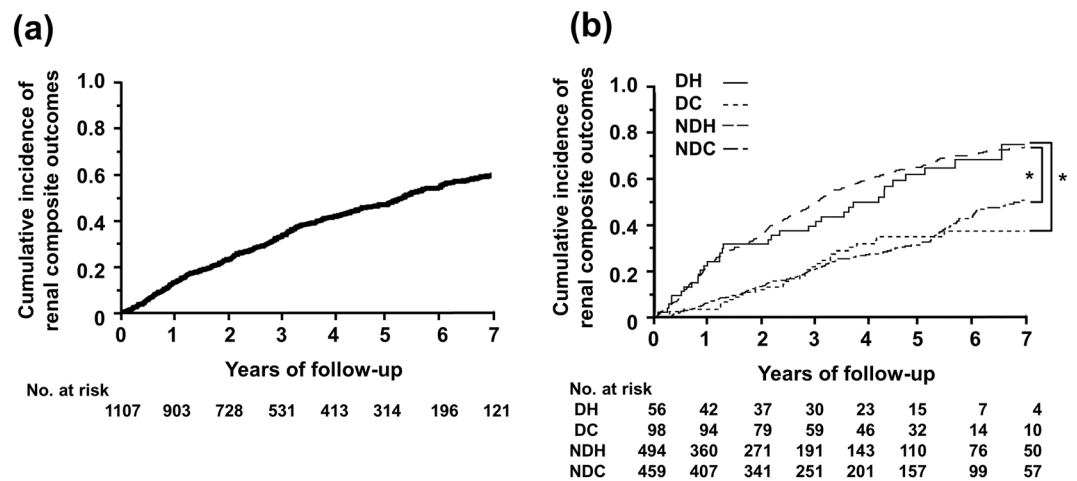 (a)
Cumulative incidence of
renal composite outcomes
1.0
0.8
0.6
0.4
0.2
0
0 1 2 3 4 5 6 7
Years of follow-up
No. at risk
1107 903 728 531 413 314 196 121
(b)
Cumulative incidence of
renal composite outcomes
1.0
0.8
0.6
0.4
0.2
0
DH
DC
NDH
NDC
*
*
0 1 2 3 4 5 6 7
Years of follow-up
No. at risk
DH 56 42 37 30 23 15 7 4
DC 98 94 79 59 46 32 14 10
NDH 494 360 271 191 143 110 76 50
NDC 459 407 341 251 201 157 99 57